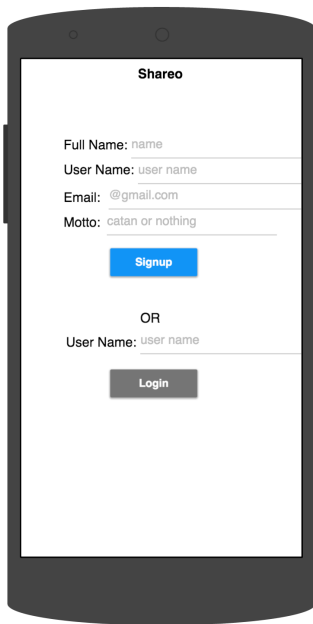 Shareo
Full Name: name
User Name: user name
Email: @gmail.com
Motto: catan or nothing
Signup
OR
User Name: user name
Login